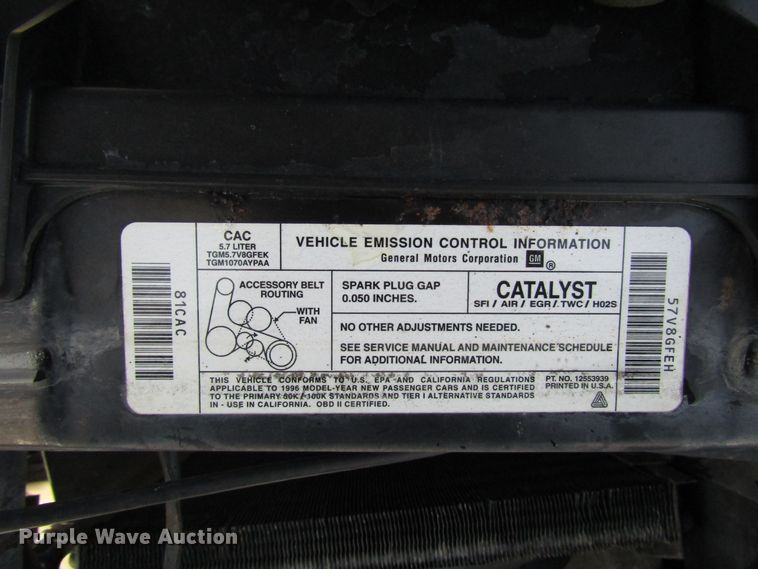 CAC
5.7 LITER
TGM5.7V8GFEK
TGM1070AYPAA
VEHICLE EMISSION CONTROL INFORMATION
General Motors Corporation GM ®
81CAC
ACCESSORY BELT
ROUTING
WITH
FAN
SPARK PLUG GAP
0.050 INCHES.
CATALYST
SFI / AIR / EGR / TWC / HO2S
NO OTHER ADJUSTMENTS NEEDED.
SEE SERVICE MANUAL AND MAINTENANCE SCHEDULE
FOR ADDITIONAL INFORMATION.
57V8GFEH
THIS VEHICLE CONFORMS TO U.S. EPA AND CALIFORNIA REGULATIONS
APPLICABLE TO 1996 MODEL-YEAR NEW PASSENGER CARS AND IS CERTIFIED
TO THE PRIMARY 50K / 100K STANDARDS AND TIER I ALTERNATIVE STANDARDS
IN - USE IN CALIFORNIA. OBD II CERTIFIED.
PT. NO. 12553939
PRINTED IN U.S.A.
Purple Wave Auction